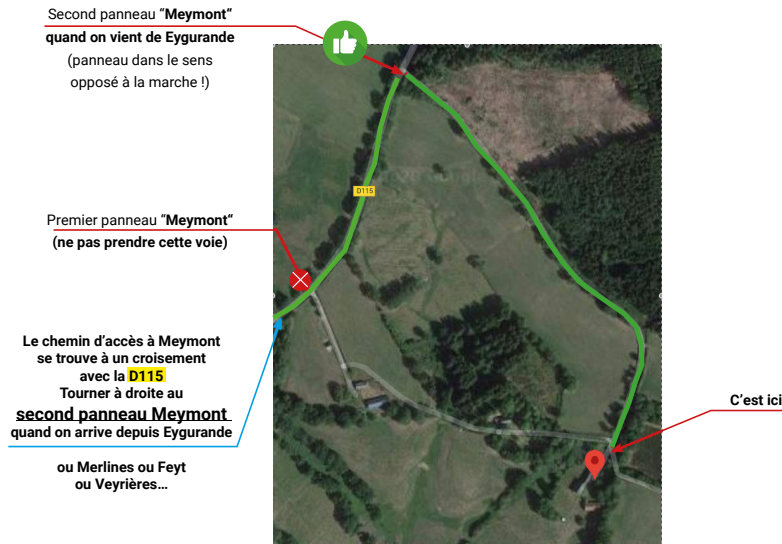 Second panneau “Meymont“
quand on vient de Eygurande
(panneau dans le sens
opposé à la marche !)
D115
Premier panneau “Meymont“
(ne pas prendre cette voie)
Le chemin d’accès à Meymont
se trouve à un croisement
avec la D115
Tourner à droite au
second panneau Meymont
quand on arrive depuis Eygurande
ou Merlines ou Feyt
ou Veyrières...
C’est ici